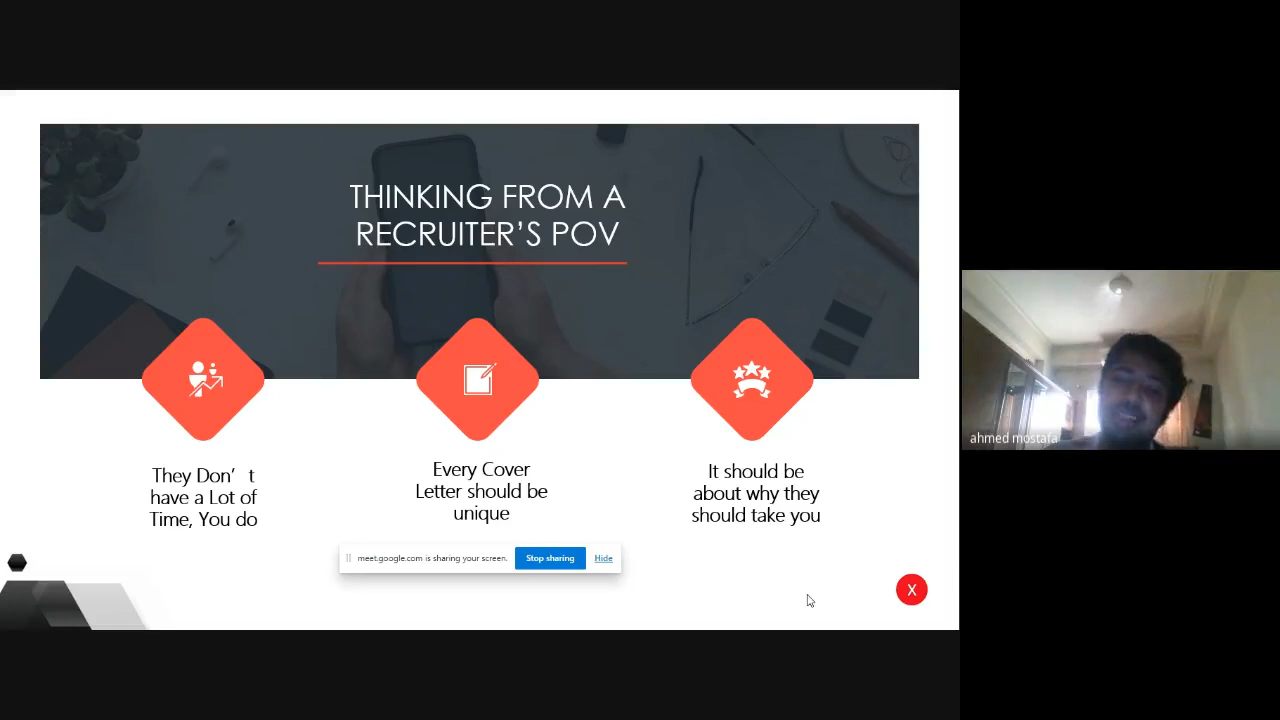 THINKING FROM A
RECRUITER'S POV
They Don’ t
have a Lot of
Time, You do
Every Cover
Letter should be
unique
It should be
about why they
should take you
meet.google.com is sharing your screen.
Stop sharing
Hide
X
ahmed mostafa